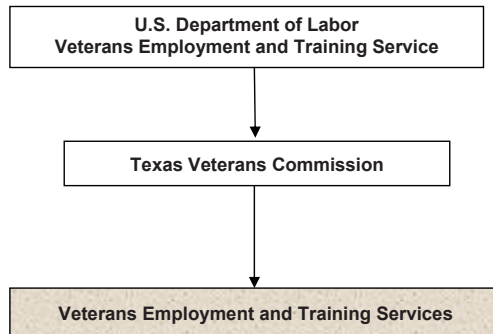 U.S. Department of Labor
Veterans Employment and Training Service
Texas Veterans Commission
Veterans Employment and Training Services